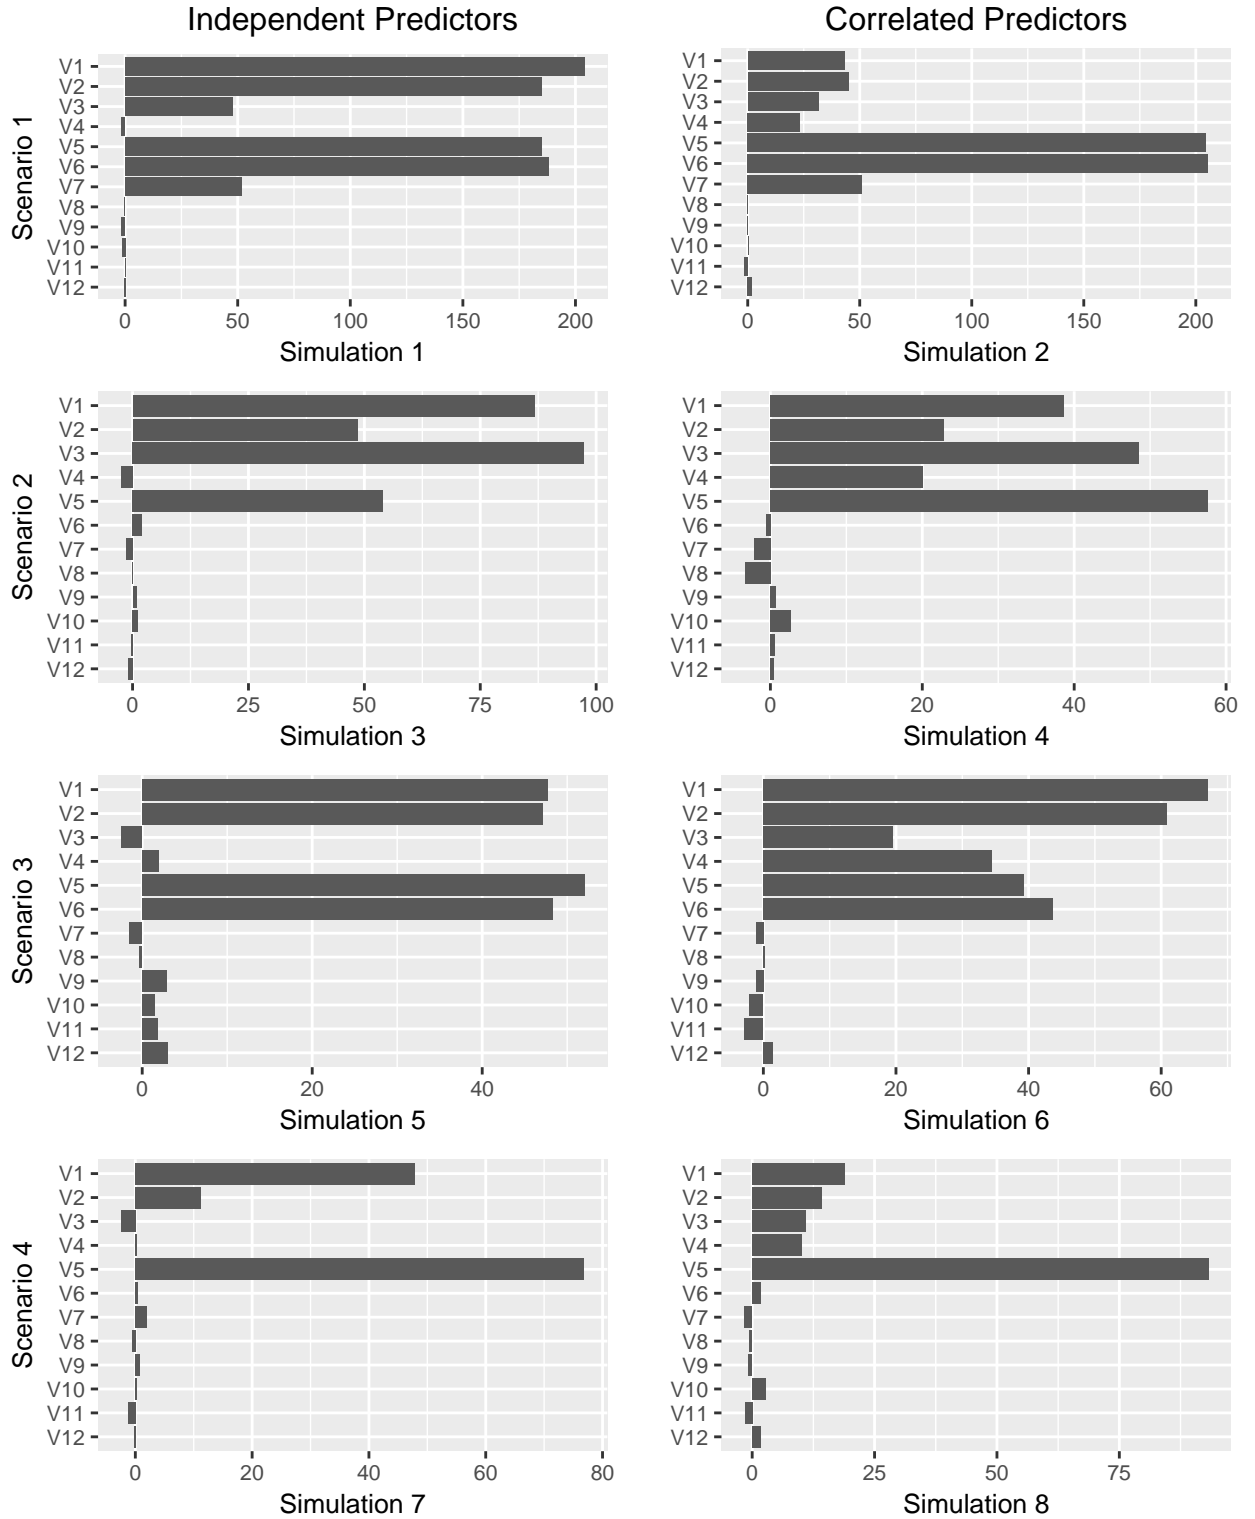 Independent Predictors
Correlated Predictors
Scenario 1
V1
V2
V3
V4
V5
V6
V7
V8
V9
V10
V11
V12
0 50 100 150 200
Simulation 1
V1
V2
V3
V4
V5
V6
V7
V8
V9
V10
V11
V12
0 50 100 150 200
Simulation 2
Scenario 2
V1
V2
V3
V4
V5
V6
V7
V8
V9
V10
V11
V12
0 25 50 75 100
Simulation 3
V1
V2
V3
V4
V5
V6
V7
V8
V9
V10
V11
V12
0 20 40 60
Simulation 4
Scenario 3
V1
V2
V3
V4
V5
V6
V7
V8
V9
V10
V11
V12
0 20 40
Simulation 5
V1
V2
V3
V4
V5
V6
V7
V8
V9
V10
V11
V12
0 20 40 60
Simulation 6
Scenario 4
V1
V2
V3
V4
V5
V6
V7
V8
V9
V10
V11
V12
0 20 40 60 80
Simulation 7
V1
V2
V3
V4
V5
V6
V7
V8
V9
V10
V11
V12
0 25 50 75
Simulation 8